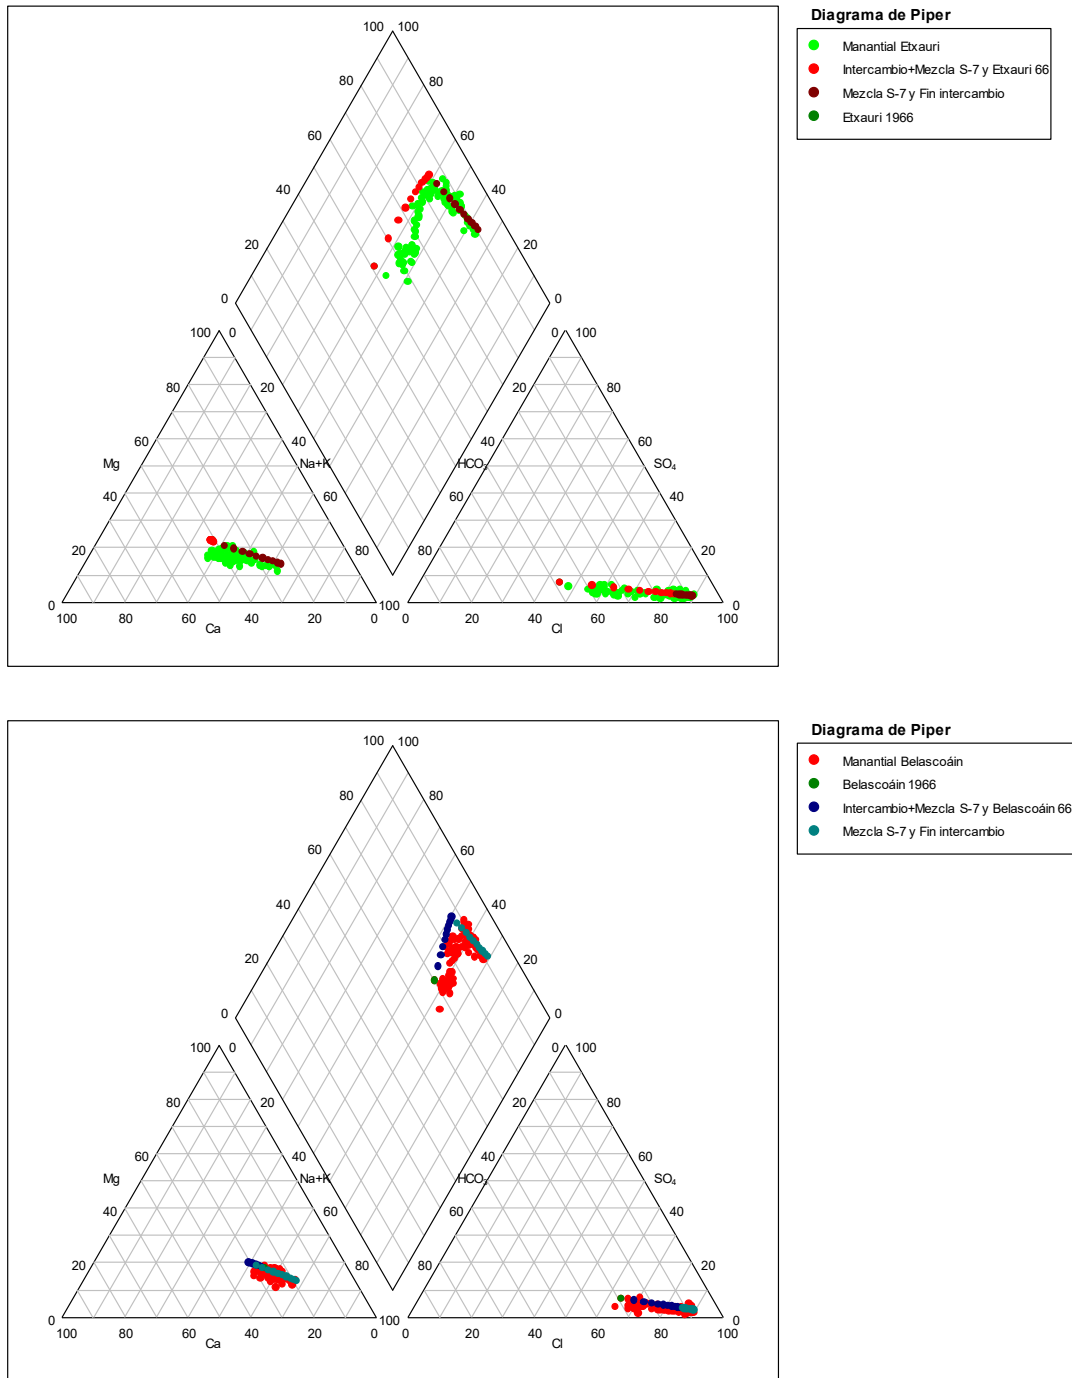 Diagrama de Piper
Manantial Etxauri
Intercambio+Mezcla S-7 y Etxauri 66
Mezcla S-7 y Fin intercambio
Etxauri 1966
100 100
80 80
60 60
40 40
20 20
0 0
100 0 0 100
80 20 20 80
60 40 40 60
Mg Na+K HCO3 SO4
40 60 60 40
20 80 80 20
0 100 0
100 80 60 40 20 0 0 20 40 60 80 100
Ca Cl
Diagrama de Piper
Manantial Belascoáin
Belascoáin 1966
Intercambio+Mezcla S-7 y Belascoáin 66
Mezcla S-7 y Fin intercambio
100 100
80 80
60 60
40 40
20 20
0 0
100 0 0 100
80 20 20 80
60 40 40 60
Mg Na+K HCO3 SO4
40 60 60 40
20 80 80 20
0 100 0
100 80 60 40 20 0 0 20 40 60 80 100
Ca Cl